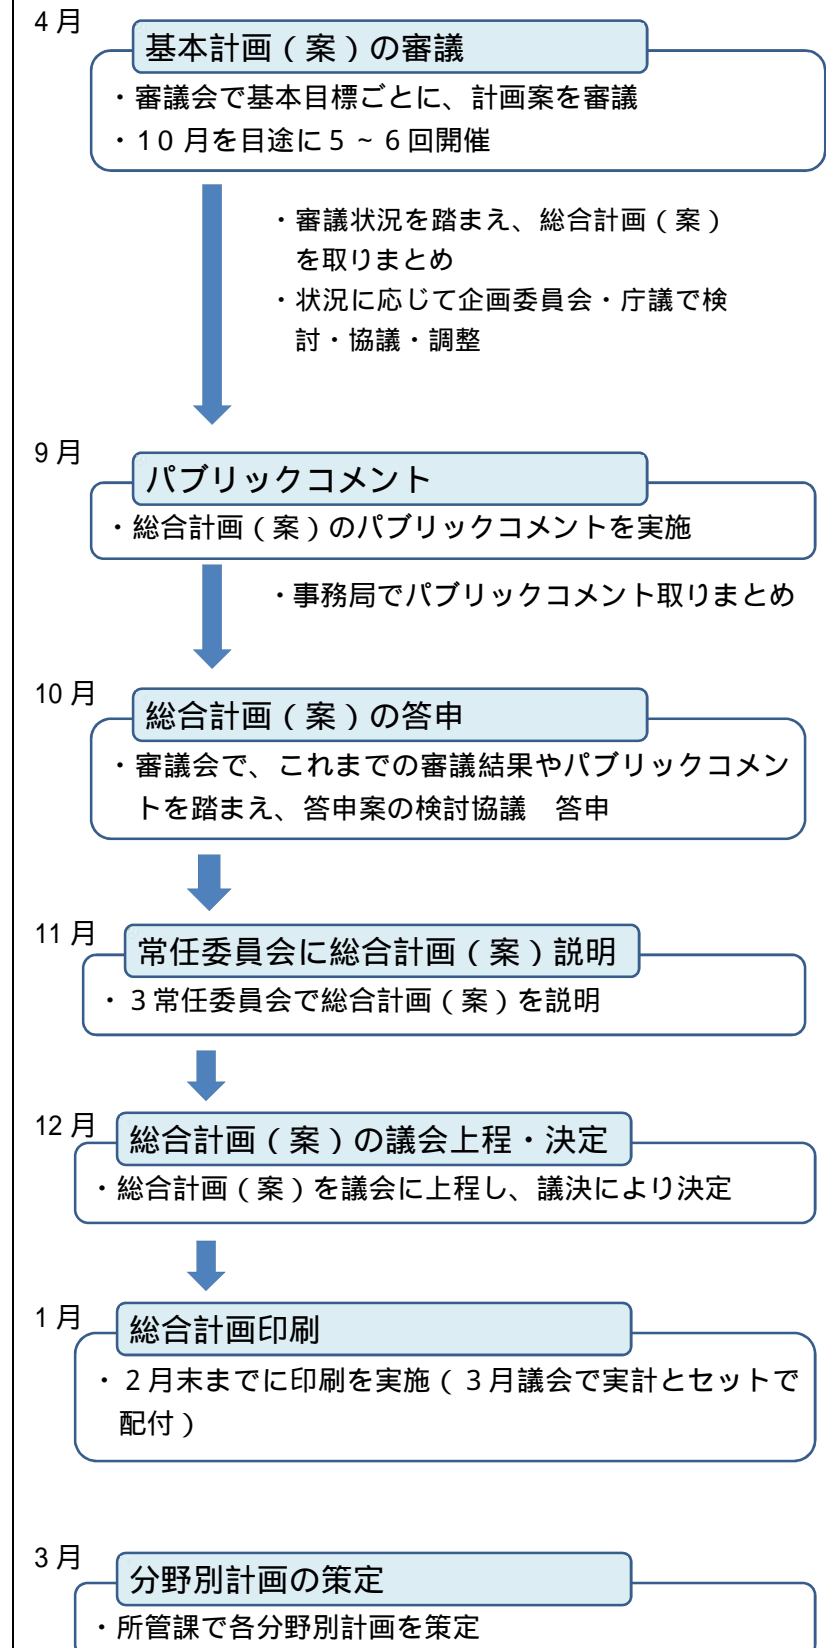 4月
基本計画（案）の審議
・審議会で基本目標ごとに、計画案を審議
・１０月を目途に５～６回開催
・審議状況を踏まえ、総合計画（案）
を取りまとめ
・状況に応じて企画委員会・庁議で検
討・協議・調整
9月
パブリックコメント
・総合計画（案）のパブリックコメントを実施
・事務局でパブリックコメント取りまとめ
10月
総合計画（案）の答申
・審議会で、これまでの審議結果やパブリックコメン
トを踏まえ、答申案の検討協議　答申
11月
常任委員会に総合計画（案）説明
・３常任委員会で総合計画（案）を説明
12月
総合計画（案）の議会上程・決定
・総合計画（案）を議会に上程し、議決により決定
1月
総合計画印刷
・２月末までに印刷を実施（３月議会で実計とセットで
配付）
3月
分野別計画の策定
・所管課で各分野別計画を策定